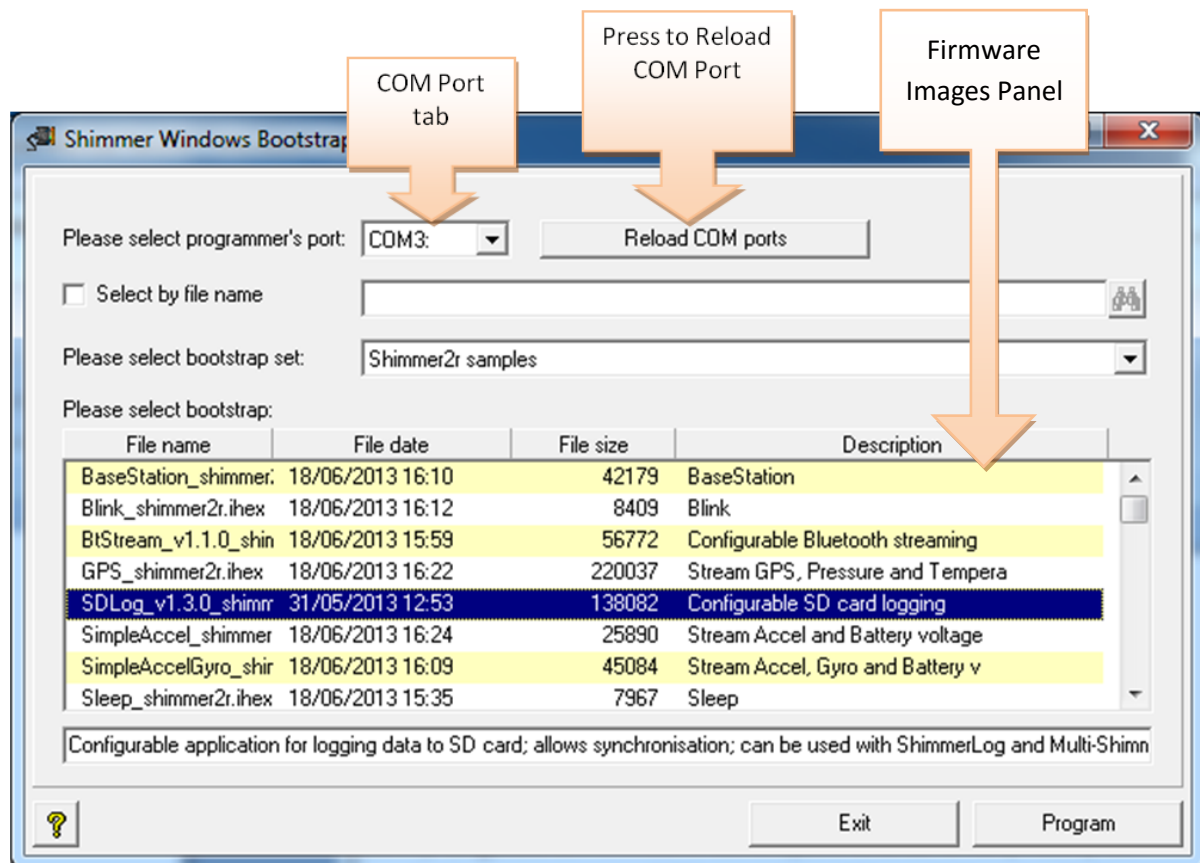 Press to Reload
COM Port
Firmware
Images Panel
COM Port
tab
Shimmer Windows Bootstrap
Please select programmer's port: COM3: Reload COM ports
Select by file name
Please select bootstrap set: Shimmer2r samples
Please select bootstrap:
File name File date File size Description
BaseStation_shimmer 18/06/2013 16:10 42179 BaseStation
Blink_shimmer2r.ihex 18/06/2013 16:12 8409 Blink
BtStream_v1.1.0_shin 18/06/2013 15:59 56772 Configurable Bluetooth streaming
GPS_shimmer2r.ihex 18/06/2013 16:22 220037 Stream GPS, Pressure and Tempera
SDLog_v1.3.0_shimr 31/05/2013 12:53 138082 Configurable SD card logging
SimpleAccel_shimmer 18/06/2013 16:24 25890 Stream Accel and Battery voltage
SimpleAccelGyro_shir 18/06/2013 16:09 45084 Stream Accel, Gyro and Battery v
Sleep_shimmer2r.ihex 18/06/2013 15:35 7967 Sleep
Configurable application for logging data to SD card; allows synchronisation; can be used with ShimmerLog and Multi-Shimn
? Exit Program